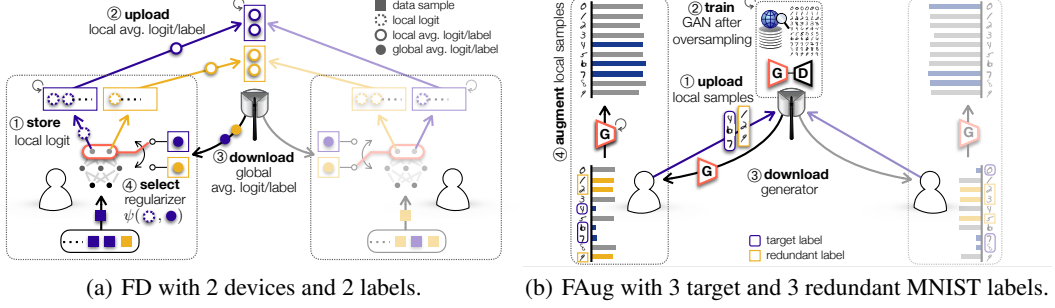 ② upload
local avg. logit/label
data sample
local logit
local avg. logit/label
global avg. logit/label
① store
local logit
③ download
global
avg. logit/label
④ select
regularizer
ψ( , )
(a) FD with 2 devices and 2 labels.
④ augment local samples
② train
GAN after
oversampling
G D
① upload
local samples
G
G
G
③ download
generator
target label
redundant label
(b) FAug with 3 target and 3 redundant MNIST labels.